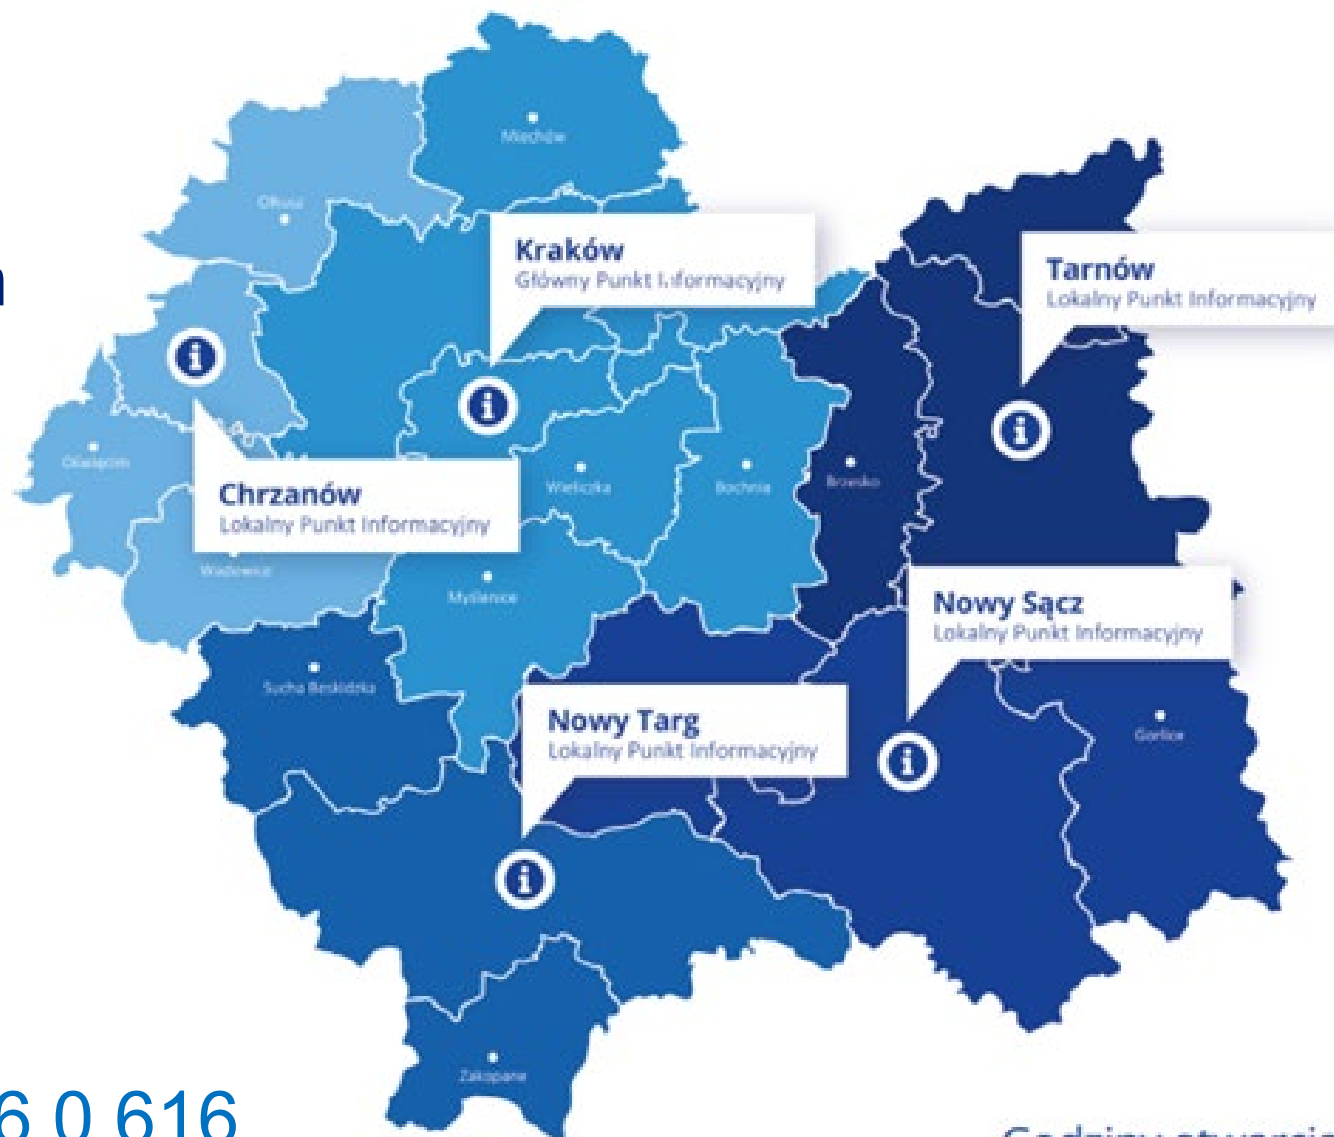 Miechów
Olkusz
Kraków
Główny Punkt Informacyjny
Tarnów
Lokalny Punkt Informacyjny
Oświęcim
Chrzanów
Lokalny Punkt Informacyjny
Wieliczka
Bochnia
Brzesko
Wadowice
Myślenice
Nowy Sącz
Lokalny Punkt Informacyjny
Sucha Beskidzka
Nowy Targ
Lokalny Punkt Informacyjny
Gorlice
Zakopane
6 0 616